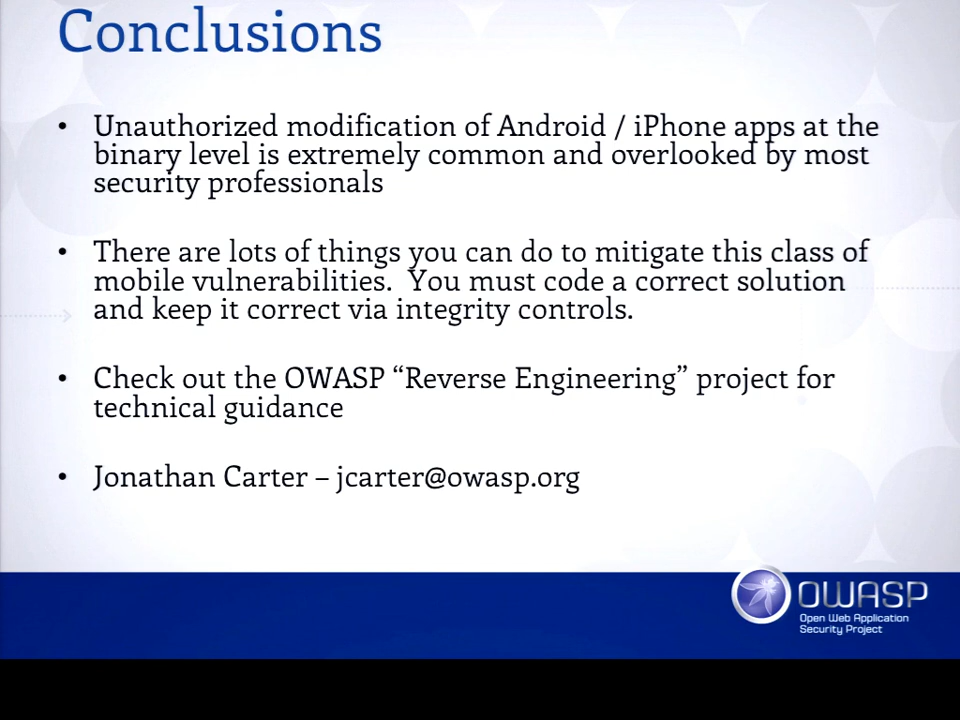 Conclusions
• Unauthorized modification of Android / iPhone apps at the
binary level is extremely common and overlooked by most
security professionals
• There are lots of things you can do to mitigate this class of
mobile vulnerabilities.  You must code a correct solution
and keep it correct via integrity controls.
• Check out the OWASP “Reverse Engineering” project for
technical guidance
• Jonathan Carter – jcarter@owasp.org
OWASP
Open Web Application
Security Project